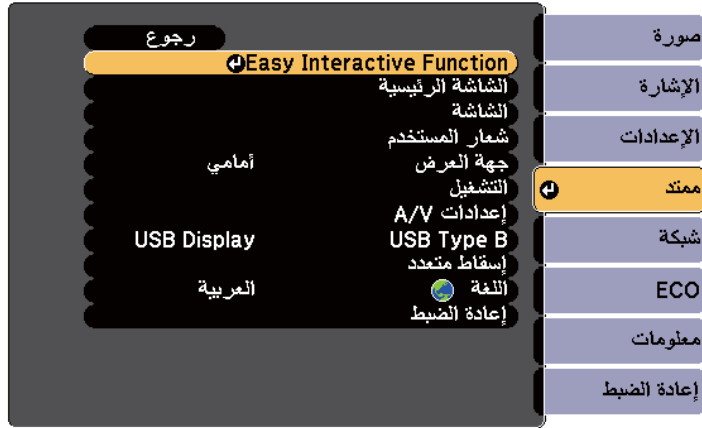 صورة
الإشارة
الإعدادات
ممتد
شبكة
ECO
معلومات
إعادة الضبط
رجوع
Easy Interactive Function
الشاشة الرئيسية
الشاشة
شعار المستخدم
جهة العرض أمامي
التشغيل
إعدادات A/V
USB Type B USB Display
إسقاط متعدد
اللغة العربية
إعادة الضبط